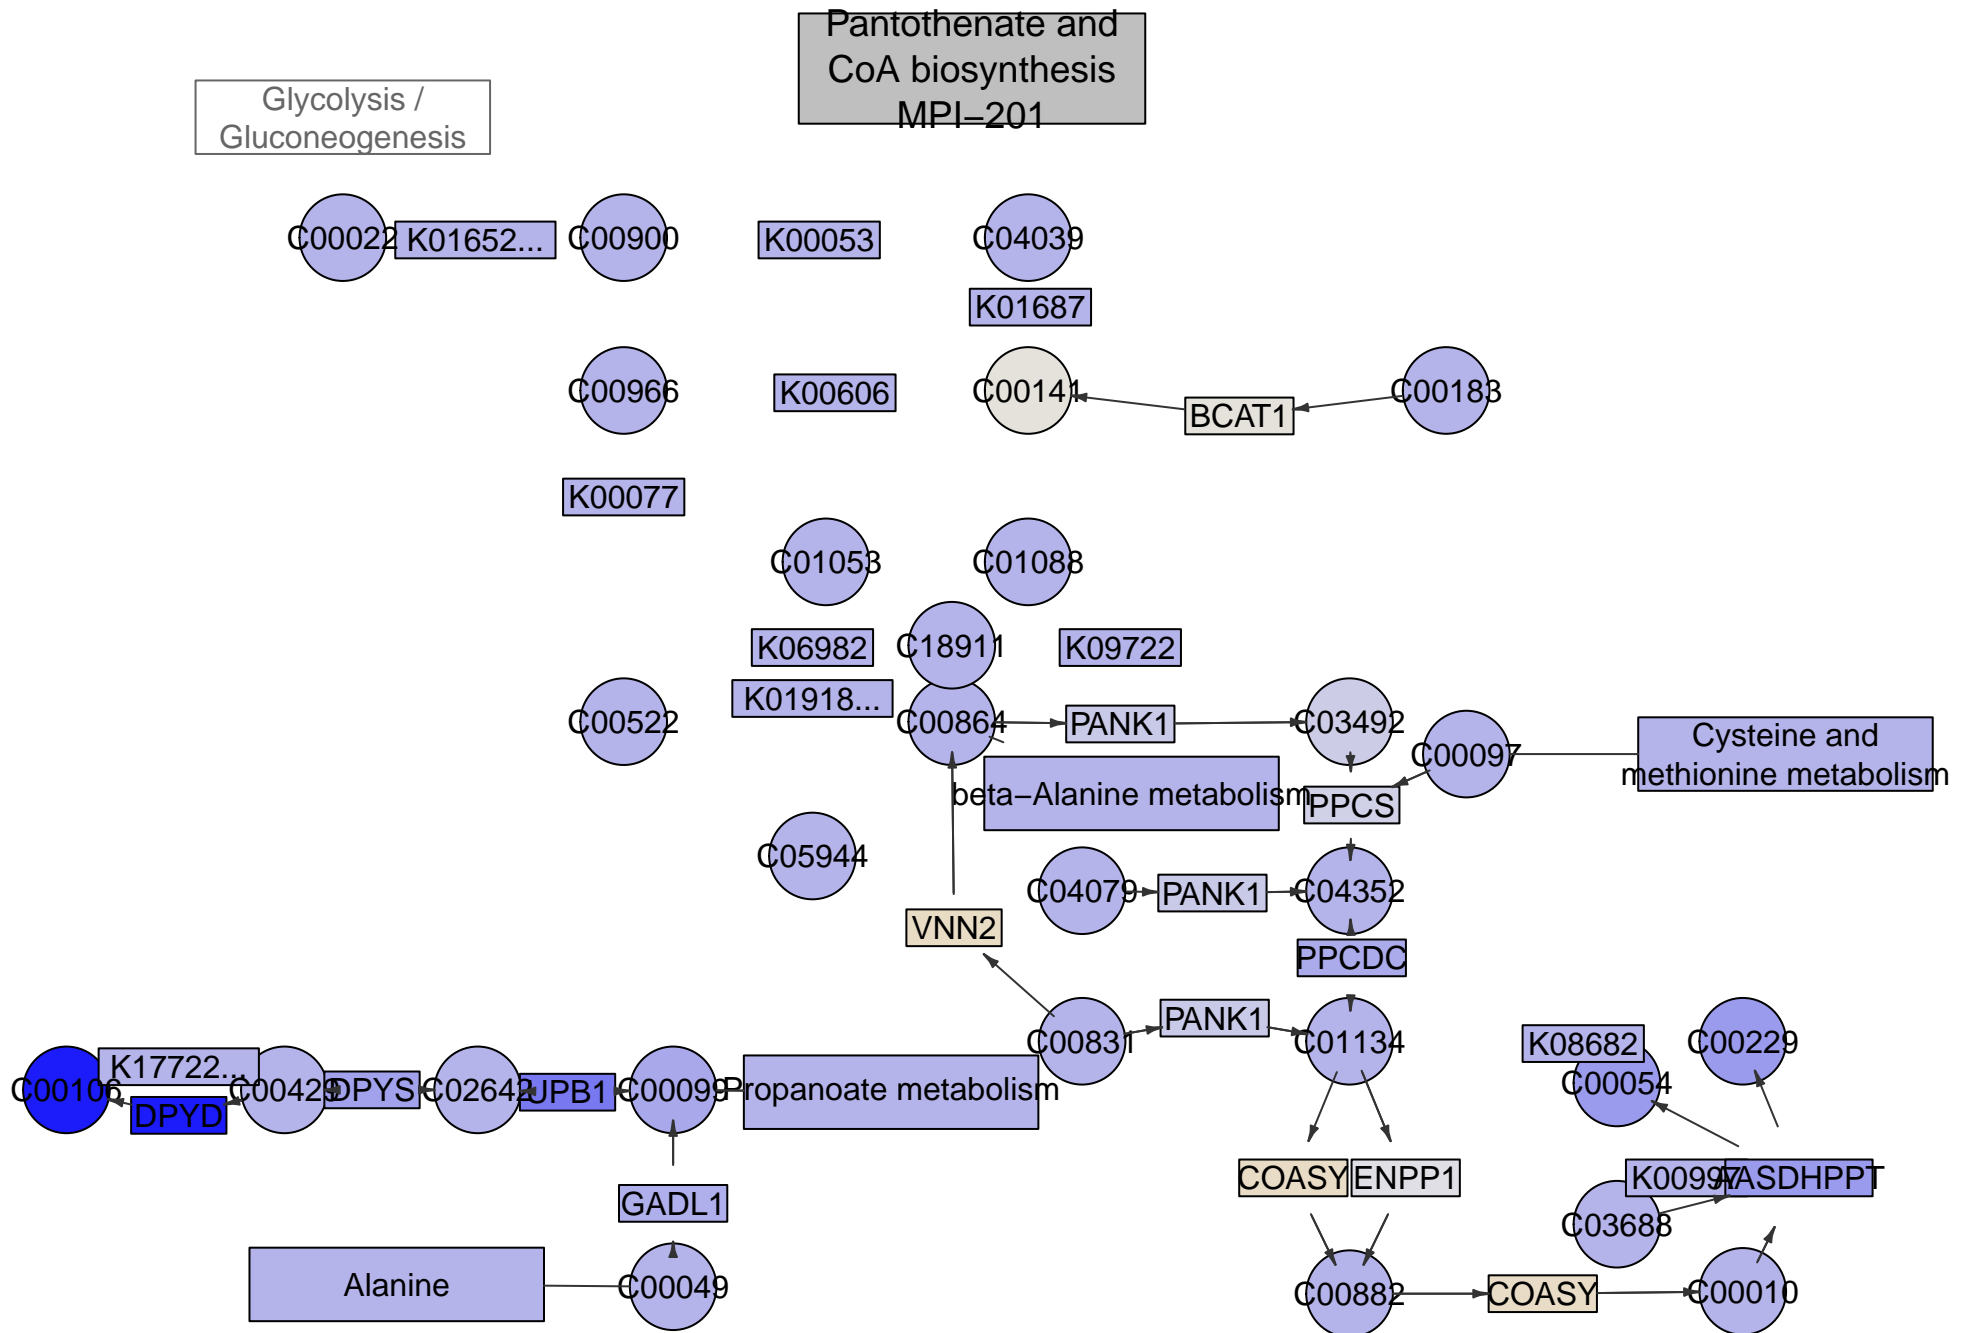 Pantothenate and
CoA biosynthesis
MPI−201
Glycolysis /
Gluconeogenesis
C00022
K01652...
C00900
K00053
C04039
K01687
C00966
K00606
C00141
BCAT1
C00183
K00077
C01053
C01088
K06982
C18911
K09722
K01918...
C00522
C00864
PANK1
C03492
C00097
Cysteine and
methionine metabolism
beta−Alanine metabolism
PPCS
C05944
C04079
PANK1
C04352
VNN2
PPCDC
C00831
PANK1
C01134
K08682
C00229
C00054
C00106
K17722...
DPYD
C00429
DPYS
C02642
UPB1
C00099
Propanoate metabolism
COASY
ENPP1
K00997
AASDHPPT
GADL1
C03688
Alanine
C00049
C00882
COASY
C00010